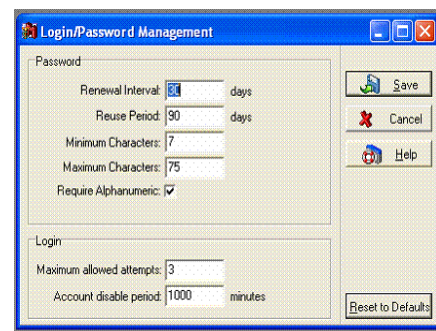 Login/Password Management
Password
Renewal Interval: 30 days
Reuse Period: 90 days
Minimum Characters: 7
Maximum Characters: 75
Require Alphanumeric:
Login
Maximum allowed attempts: 3
Account disable period: 1000 minutes
Save
Cancel
Help
Reset to Defaults